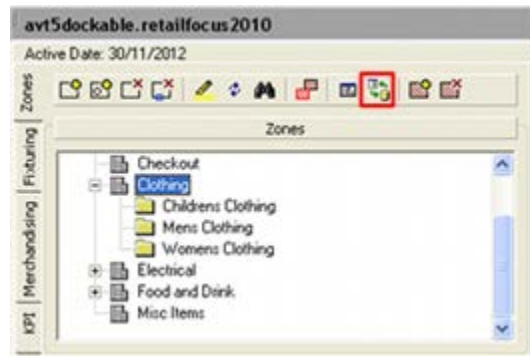 avt5dockable.retailfocus2010
Active Date: 30/11/2012
Zones
Fixturing
Merchandising
KPI
Zones
Checkout
Clothing
Childrens Clothing
Mens Clothing
Womens Clothing
Electrical
Food and Drink
Misc Items